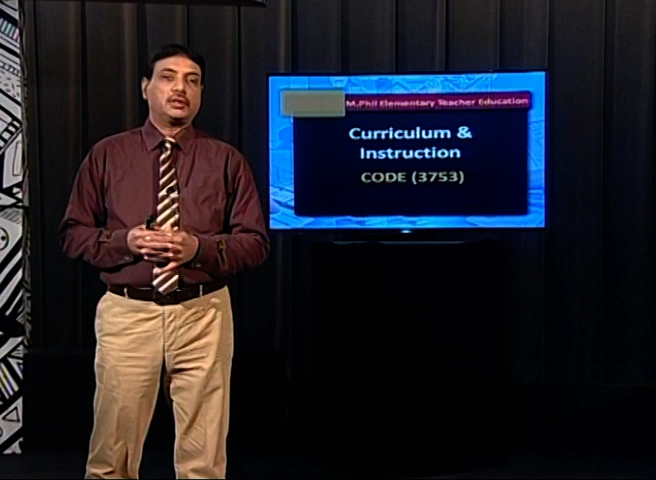 M.Phil Elementary Teacher Education
Curriculum &
Instruction
CODE (3753)